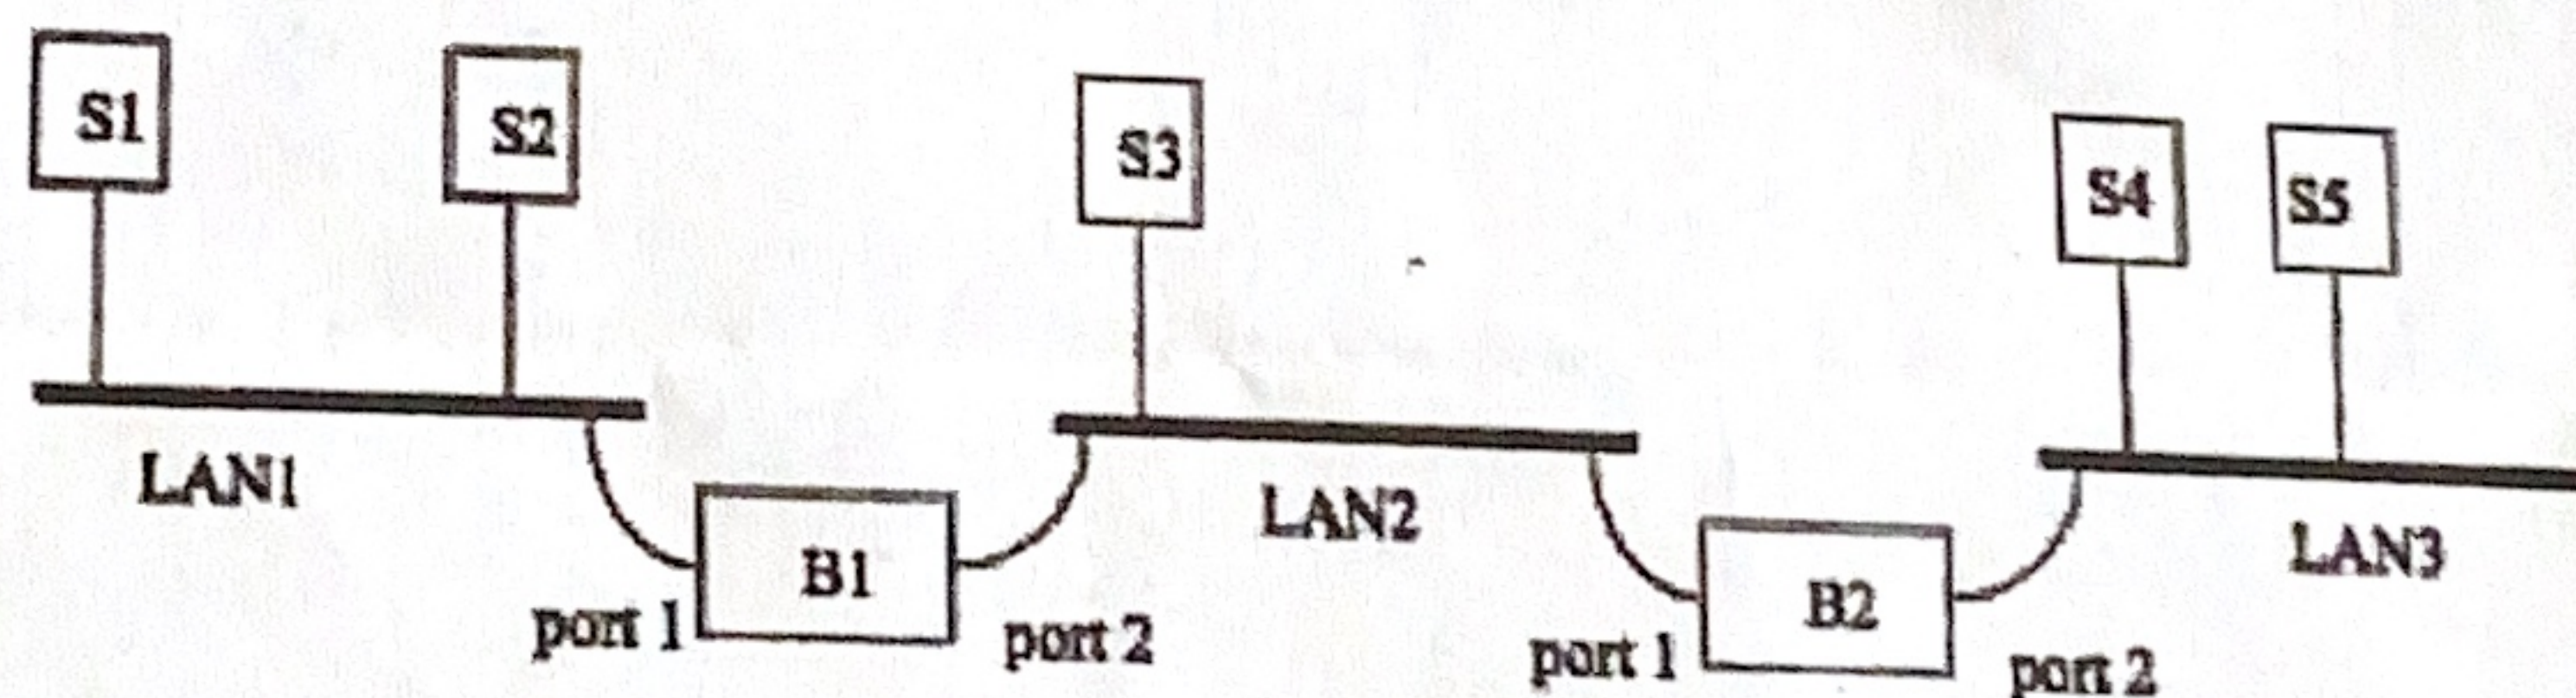 S1
S2
S3
S4
S5
LAN1
LAN2
LAN3
B1
B2
port 1
port 2
port 1
port 2